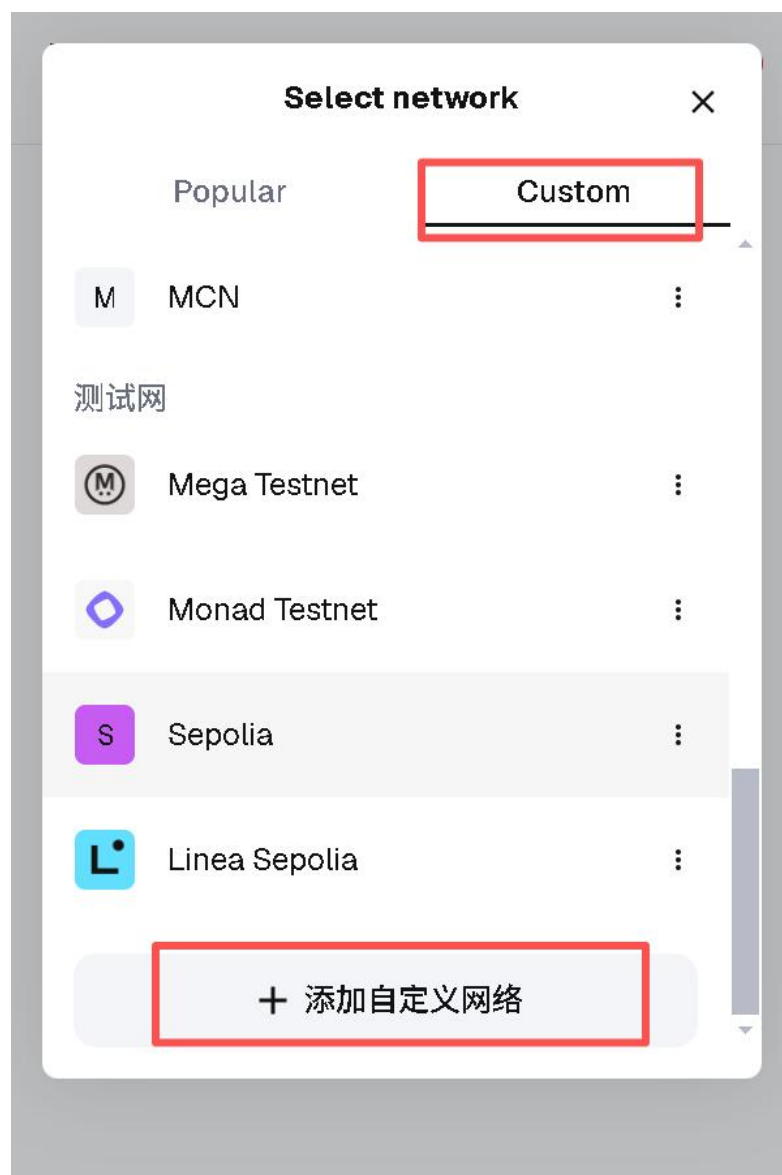 Select network
Popular
Custom
M
MCN
测试网
Mega Testnet
Monad Testnet
S
Sepolia
L
Linea Sepolia
+ 添加自定义网络